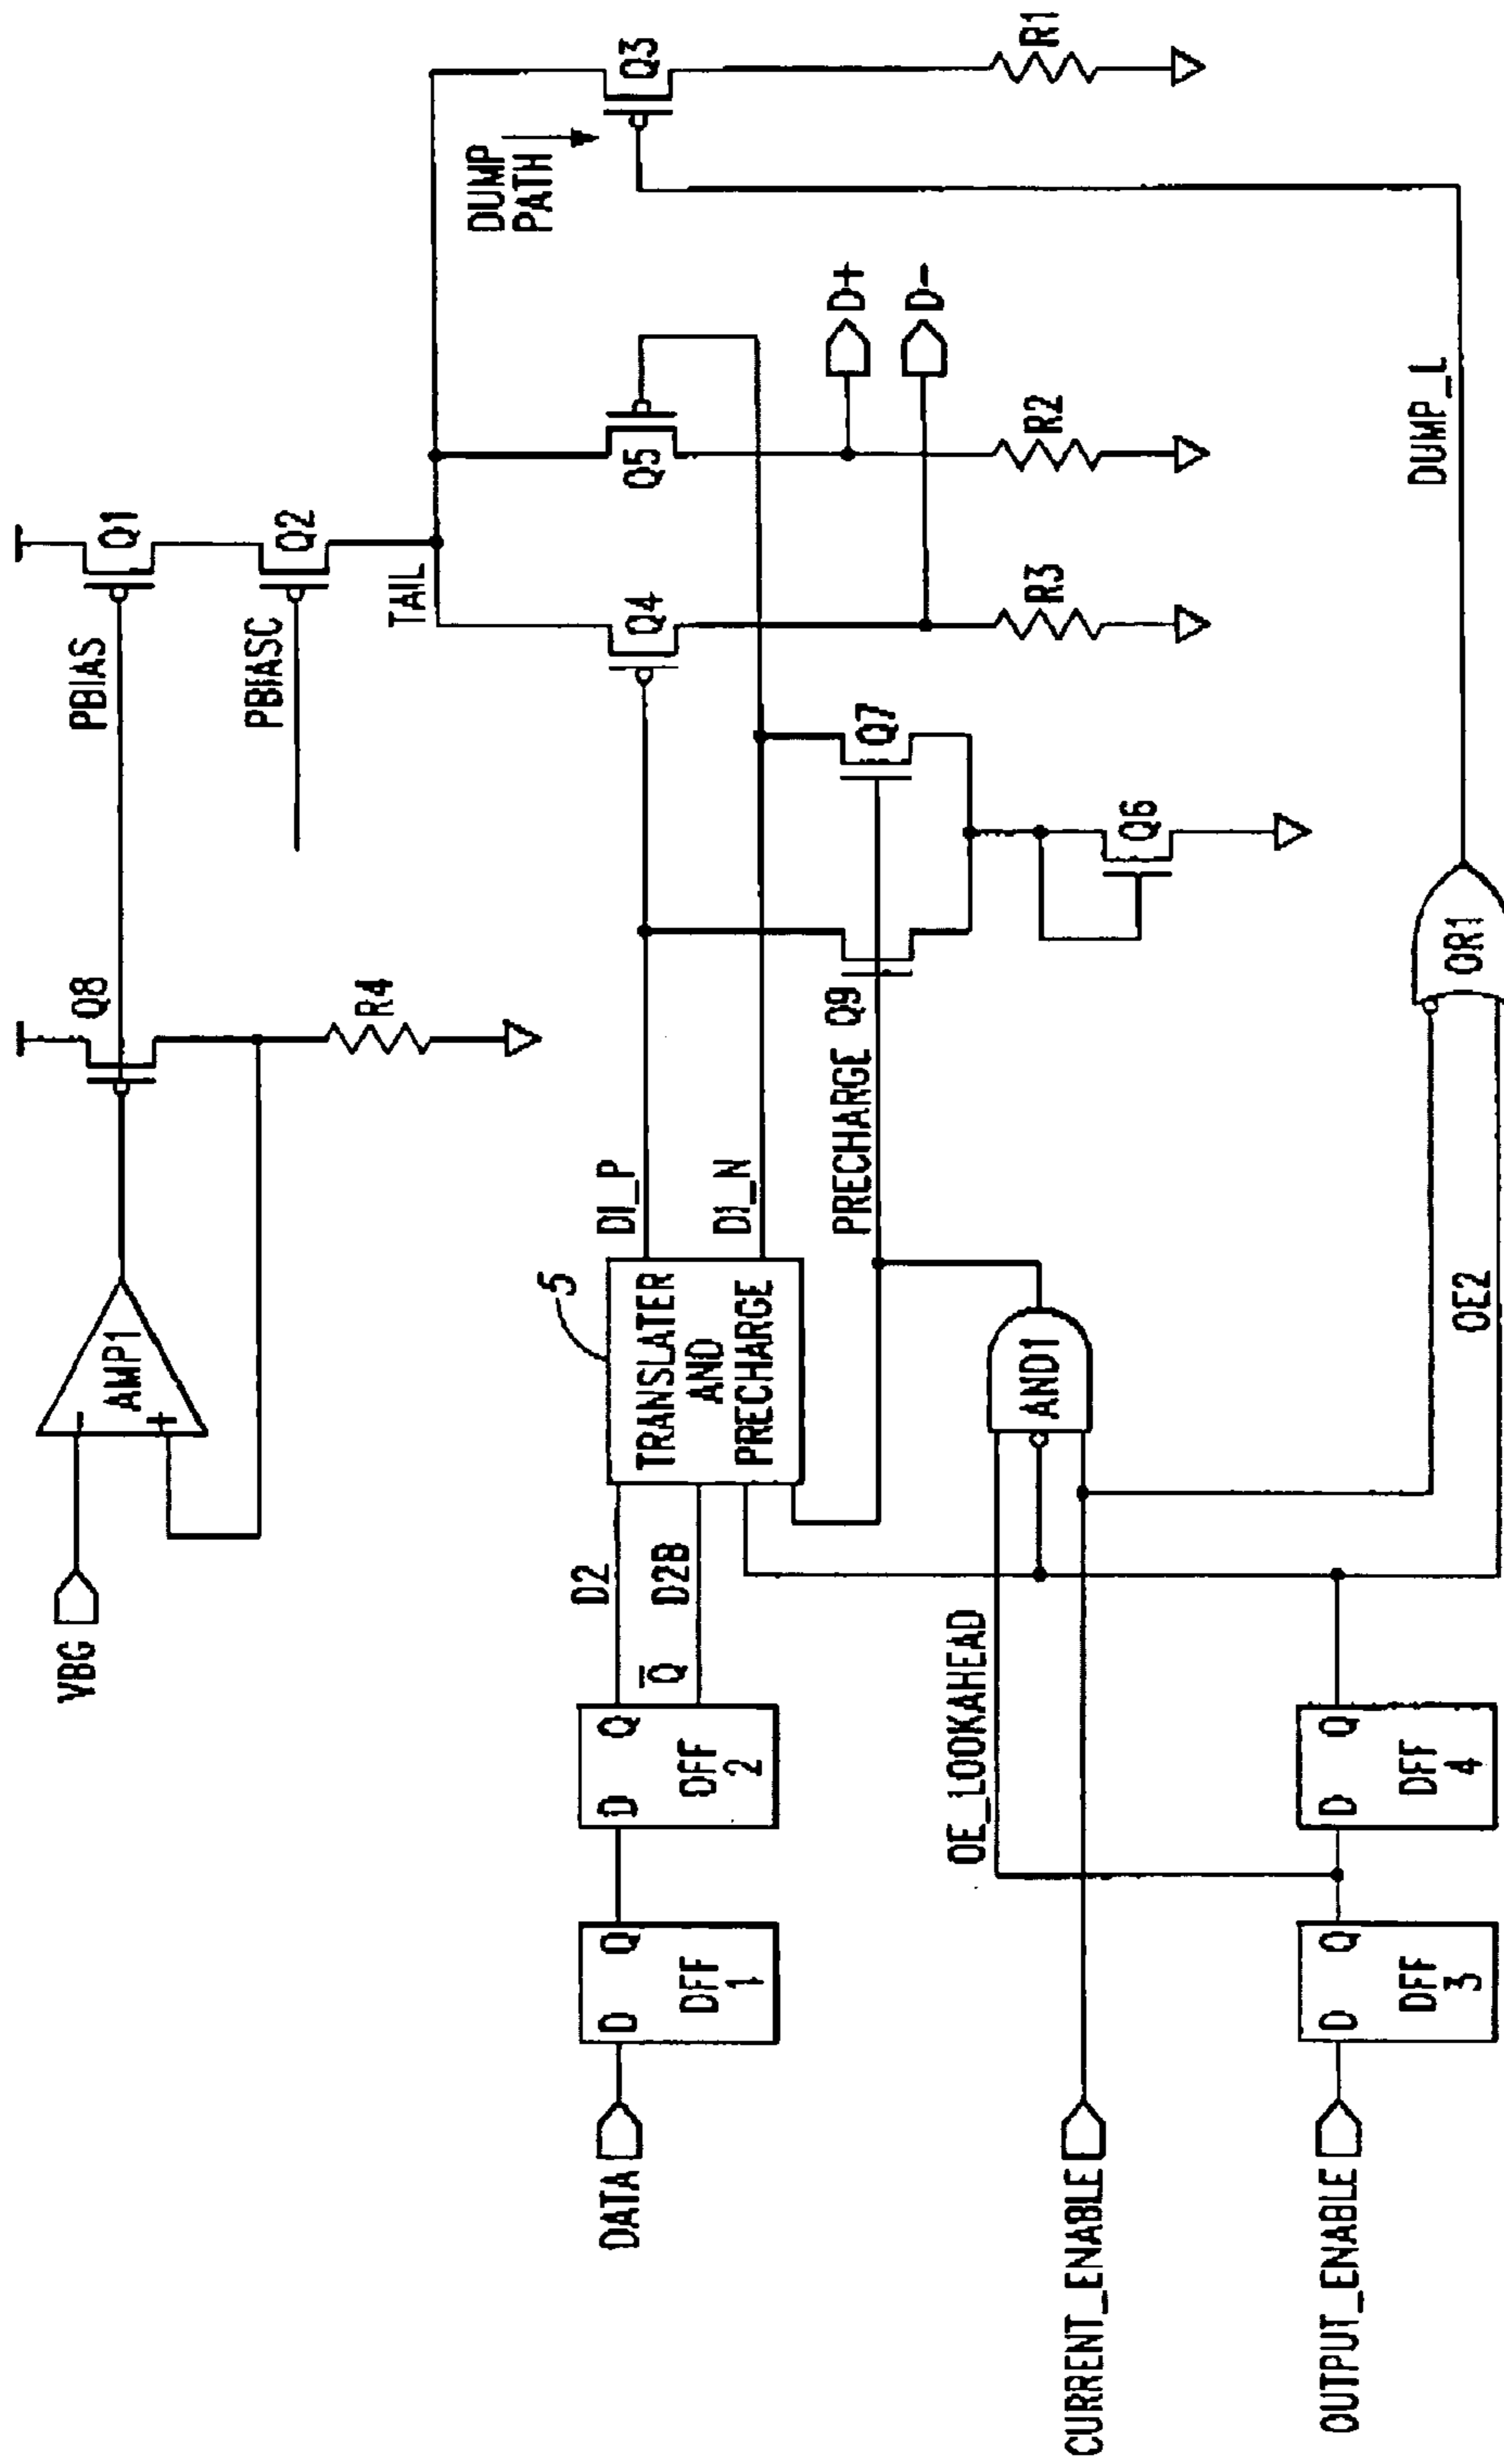 VBG
AMP1
-
+
Q8
R4
PBIAS
Q1
PBIASC
Q2
TAIL
DUMP
PATH
Q3
R1
Q4
Q5
D+
D-
R3
R2
DATA
D Q
DFF
1
D Q
DFF
2
Q
D2
D2B
5
TRANSLATER
AND
PRECHARGE
DI_P
DI_N
PRECHARGE
Q9
Q7
Q6
OE_LOOKAHEAD
AND1
CURRENT_ENABLE
OUTPUT_ENABLE
D Q
DFF
3
D Q
DFF
4
OE2
OR1
DUMP_L